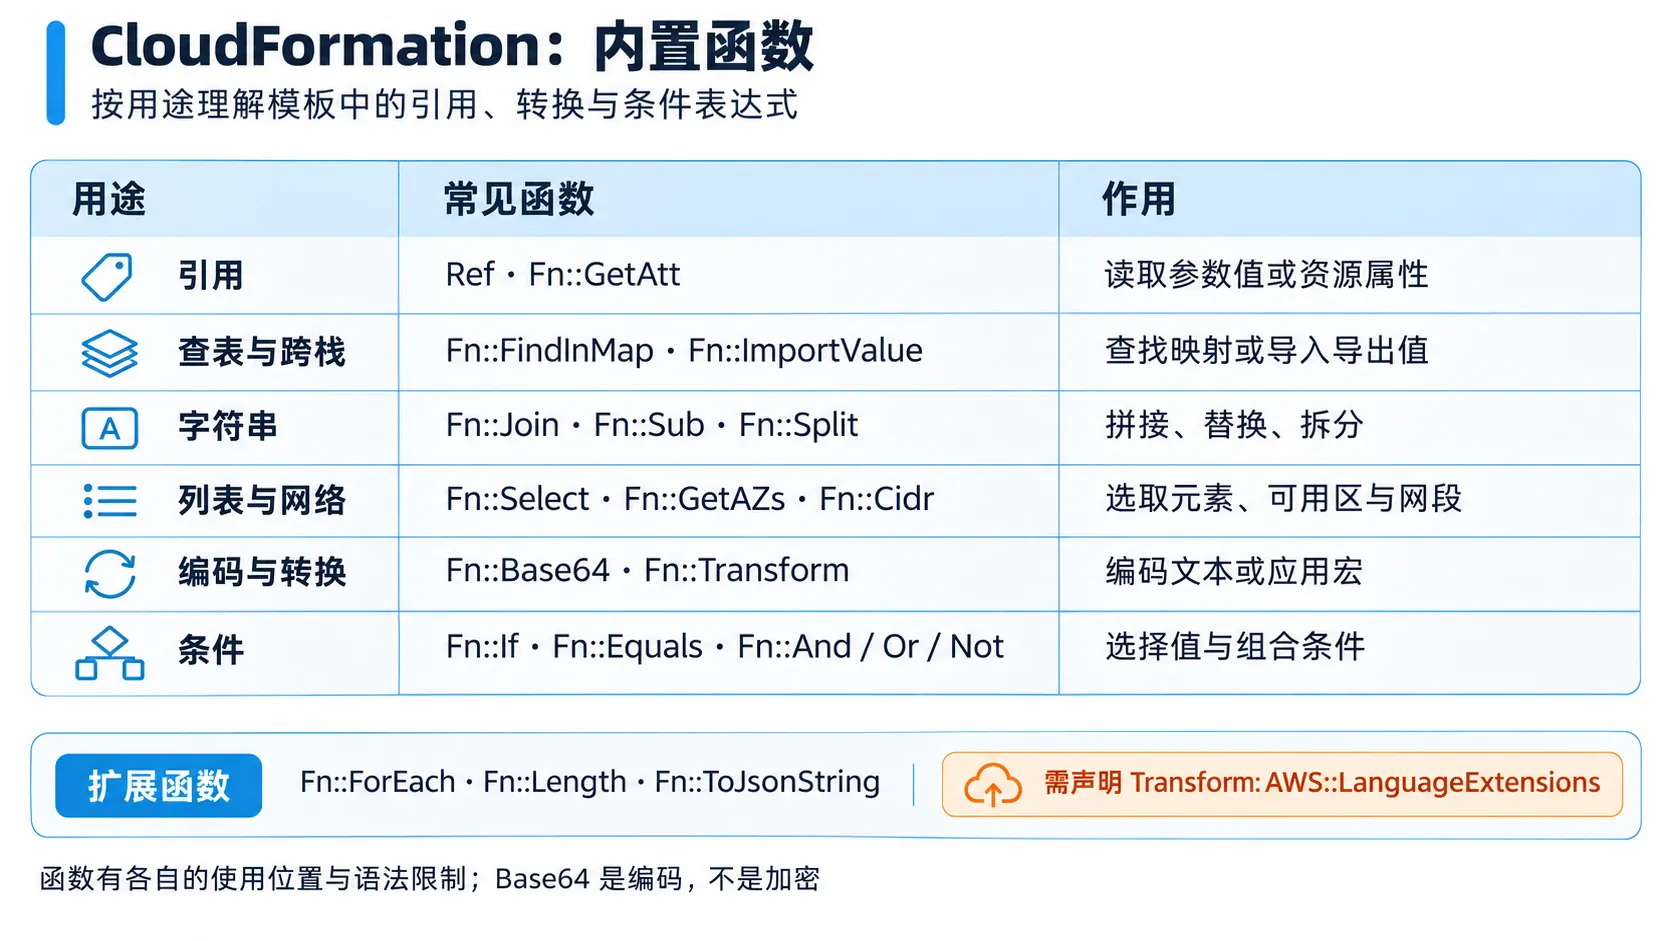 CloudFormation：内置函数
按用途理解模板中的引用、转换与条件表达式
用途 常见函数 作用
引用 Ref · Fn::GetAtt 读取参数值或资源属性
查表与跨栈 Fn::FindInMap · Fn::ImportValue 查找映射或导入导出值
A 字符串 Fn::Join · Fn::Sub · Fn::Split 拼接、替换、拆分
列表与网络 Fn::Select · Fn::GetAZs · Fn::Cidr 选取元素、可用区与网段
编码与转换 Fn::Base64 · Fn::Transform 编码文本或应用宏
条件 Fn::If · Fn::Equals · Fn::And / Or / Not 选择值与组合条件
扩展函数 Fn::ForEach · Fn::Length · Fn::ToJsonString 需声明 Transform: AWS::LanguageExtensions
函数有各自的使用位置与语法限制；Base64 是编码，不是加密